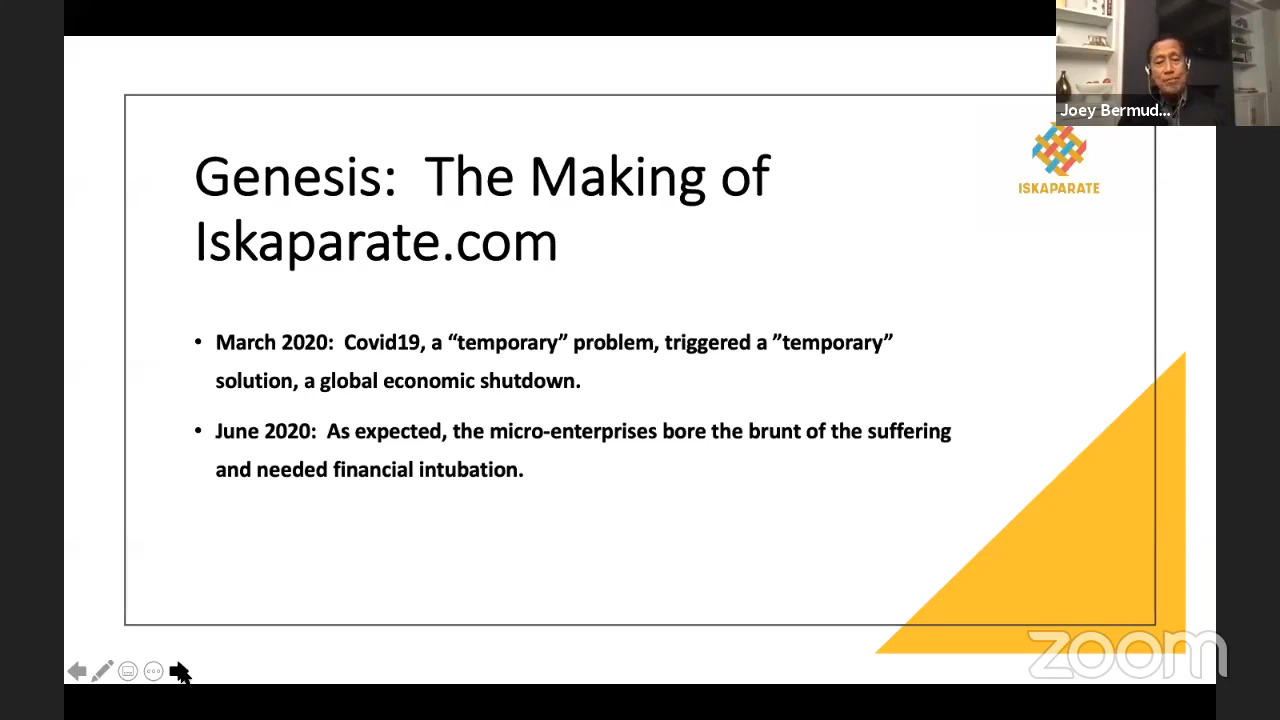 Joey Bermud...
ISKAPARATE
Genesis:  The Making of
Iskaparate.com
• March 2020:  Covid19, a “temporary” problem, triggered a ”temporary”
solution, a global economic shutdown.
• June 2020:  As expected, the micro-enterprises bore the brunt of the suffering
and needed financial intubation.
zoom